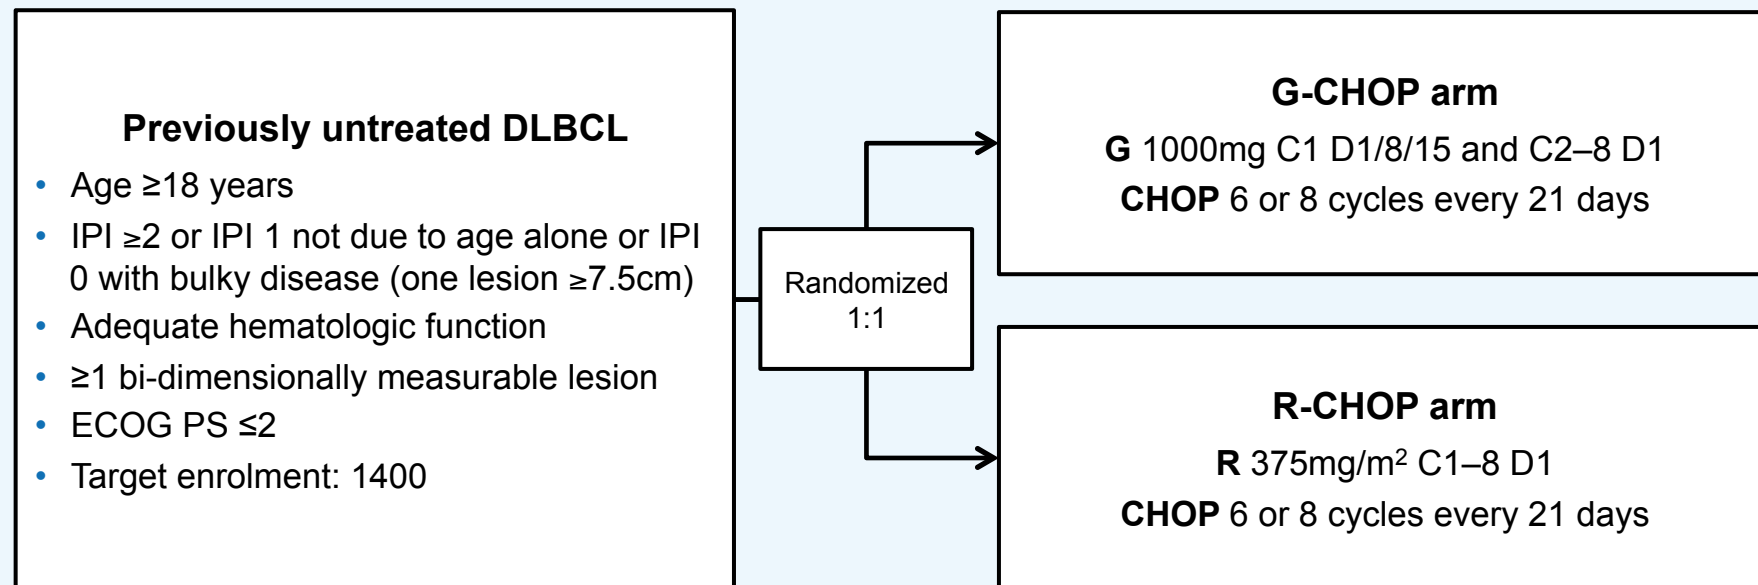 Previously untreated DLBCL
• Age ≥18 years
• IPI ≥2 or IPI 1 not due to age alone or IPI
0 with bulky disease (one lesion ≥7.5cm)
• Adequate hematologic function
• ≥1 bi-dimensionally measurable lesion
• ECOG PS ≤2
• Target enrolment: 1400
Randomized
1:1
G-CHOP arm
G 1000mg C1 D1/8/15 and C2–8 D1
CHOP 6 or 8 cycles every 21 days
R-CHOP arm
R 375mg/m² C1–8 D1
CHOP 6 or 8 cycles every 21 days